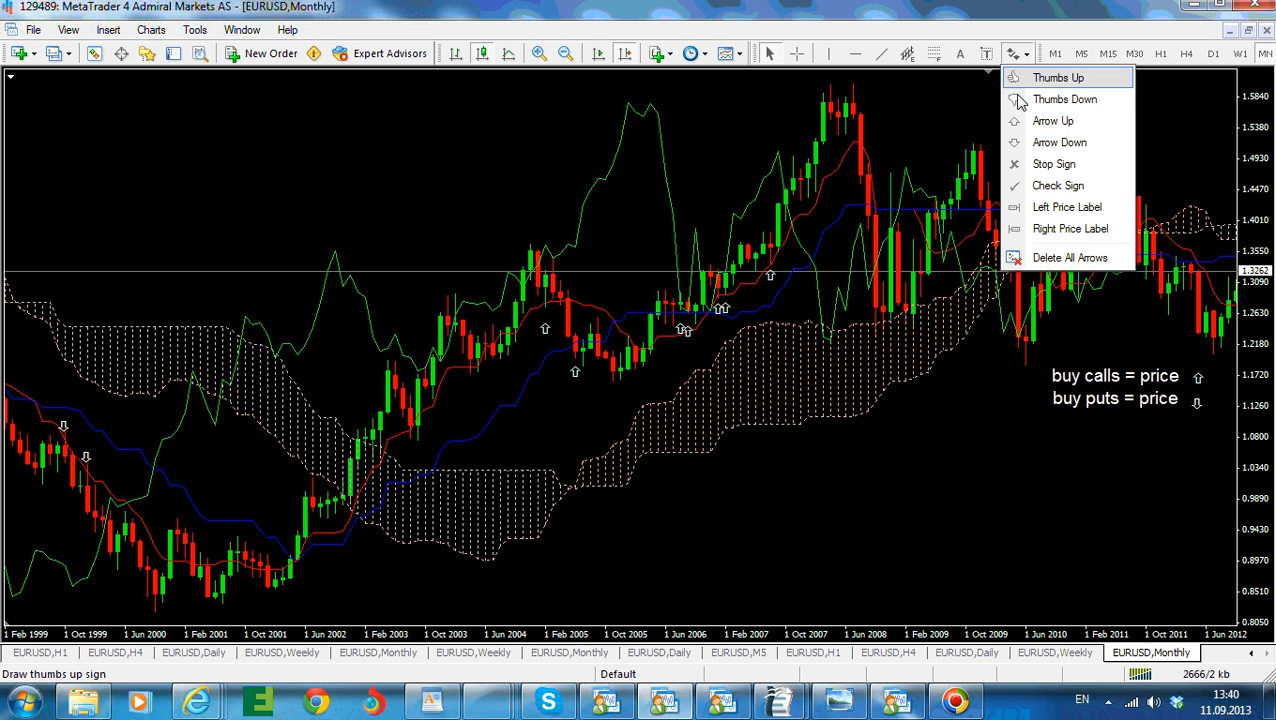 129489: MetaTrader 4 Admiral Markets AS - [EURUSD,Monthly]
File View Insert Charts Tools Window Help
New Order Expert Advisors A T M1 M5 M15 M30 H1 H4 D1 W1 MN
Thumbs Up
Thumbs Down
Arrow Up
Arrow Down
Stop Sign
Check Sign
Left Price Label
Right Price Label
Delete All Arrows
1.5840
1.5380
1.4930
1.4470
1.4010
1.3550
1.3262
1.3090
1.2630
1.2180
1.1720
1.1260
1.0800
1.0340
0.9890
0.9430
0.8970
0.8510
0.8050
buy calls = price
buy puts = price
1 Feb 1999 1 Oct 1999 1 Jun 2000 1 Feb 2001 1 Oct 2001 1 Jun 2002 1 Feb 2003 1 Oct 2003 1 Jun 2004 1 Feb 2005 1 Oct 2005 1 Jun 2006 1 Feb 2007 1 Oct 2007 1 Jun 2008 1 Feb 2009 1 Oct 2009 1 Jun 2010 1 Feb 2011 1 Oct 2011 1 Jun 2012
EURUSD,H1 EURUSD,H4 EURUSD,Daily EURUSD,Weekly EURUSD,Monthly EURUSD,Weekly EURUSD,Monthly EURUSD,Daily EURUSD,M5 EURUSD,H1 EURUSD,H4 EURUSD,Daily EURUSD,Weekly EURUSD,Monthly
Draw thumbs up sign Default 2666/2 kb
EN 13:40
11.09.2013